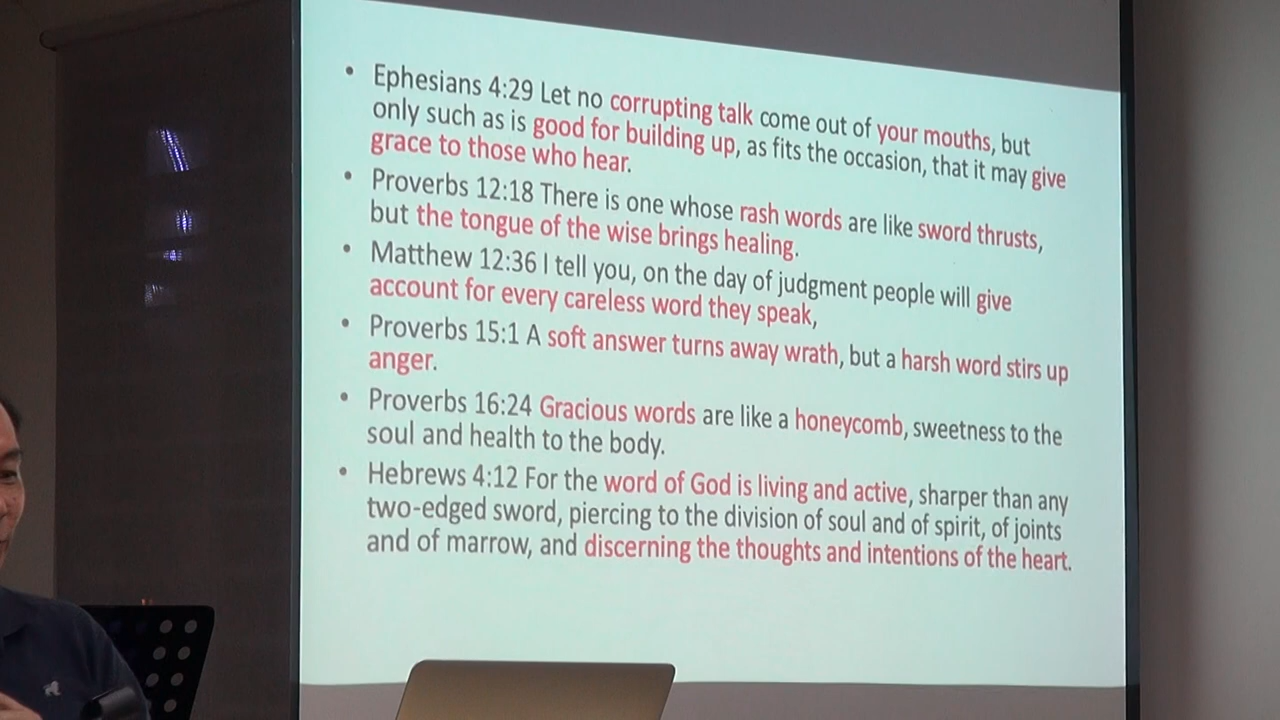 • Ephesians 4:29 Let no corrupting talk come out of your mouths, but
only such as is good for building up, as fits the occasion, that it may give
grace to those who hear.
• Proverbs 12:18 There is one whose rash words are like sword thrusts,
but the tongue of the wise brings healing.
• Matthew 12:36 I tell you, on the day of judgment people will give
account for every careless word they speak,
• Proverbs 15:1 A soft answer turns away wrath, but a harsh word stirs up
anger.
• Proverbs 16:24 Gracious words are like a honeycomb, sweetness to the
soul and health to the body.
• Hebrews 4:12 For the word of God is living and active, sharper than any
two-edged sword, piercing to the division of soul and of spirit, of joints
and of marrow, and discerning the thoughts and intentions of the heart.